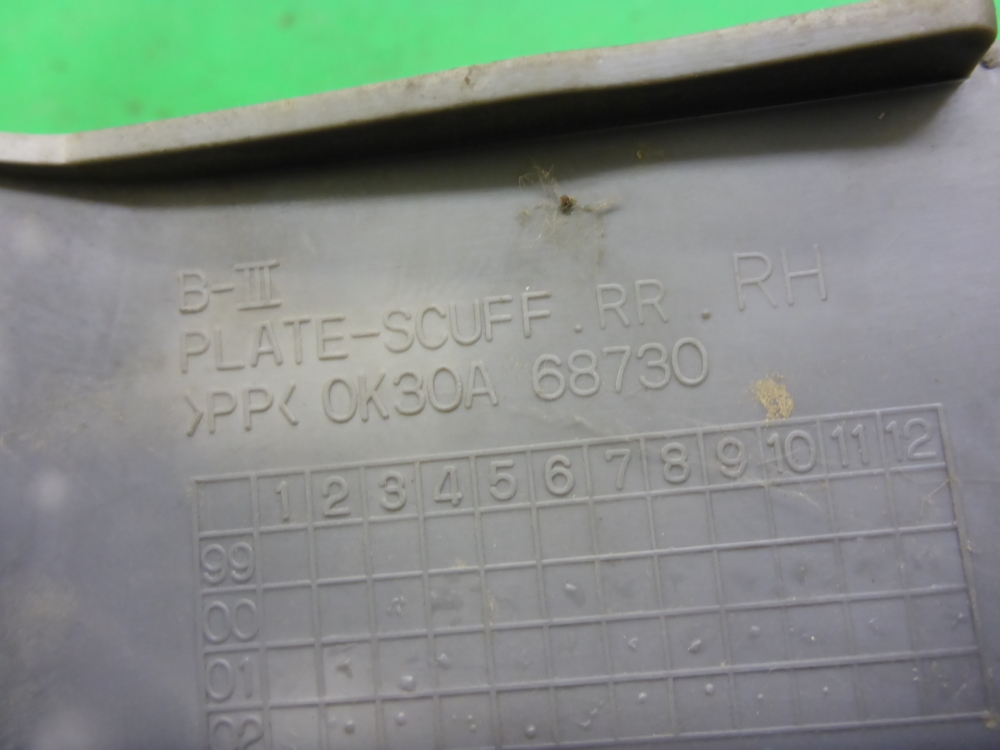 B-III
PLATE-SCUFF.RR.RH
>PP< 0K30A 68730
1 2 3 4 5 6 7 8 9 10 11 12
99
00
01
02